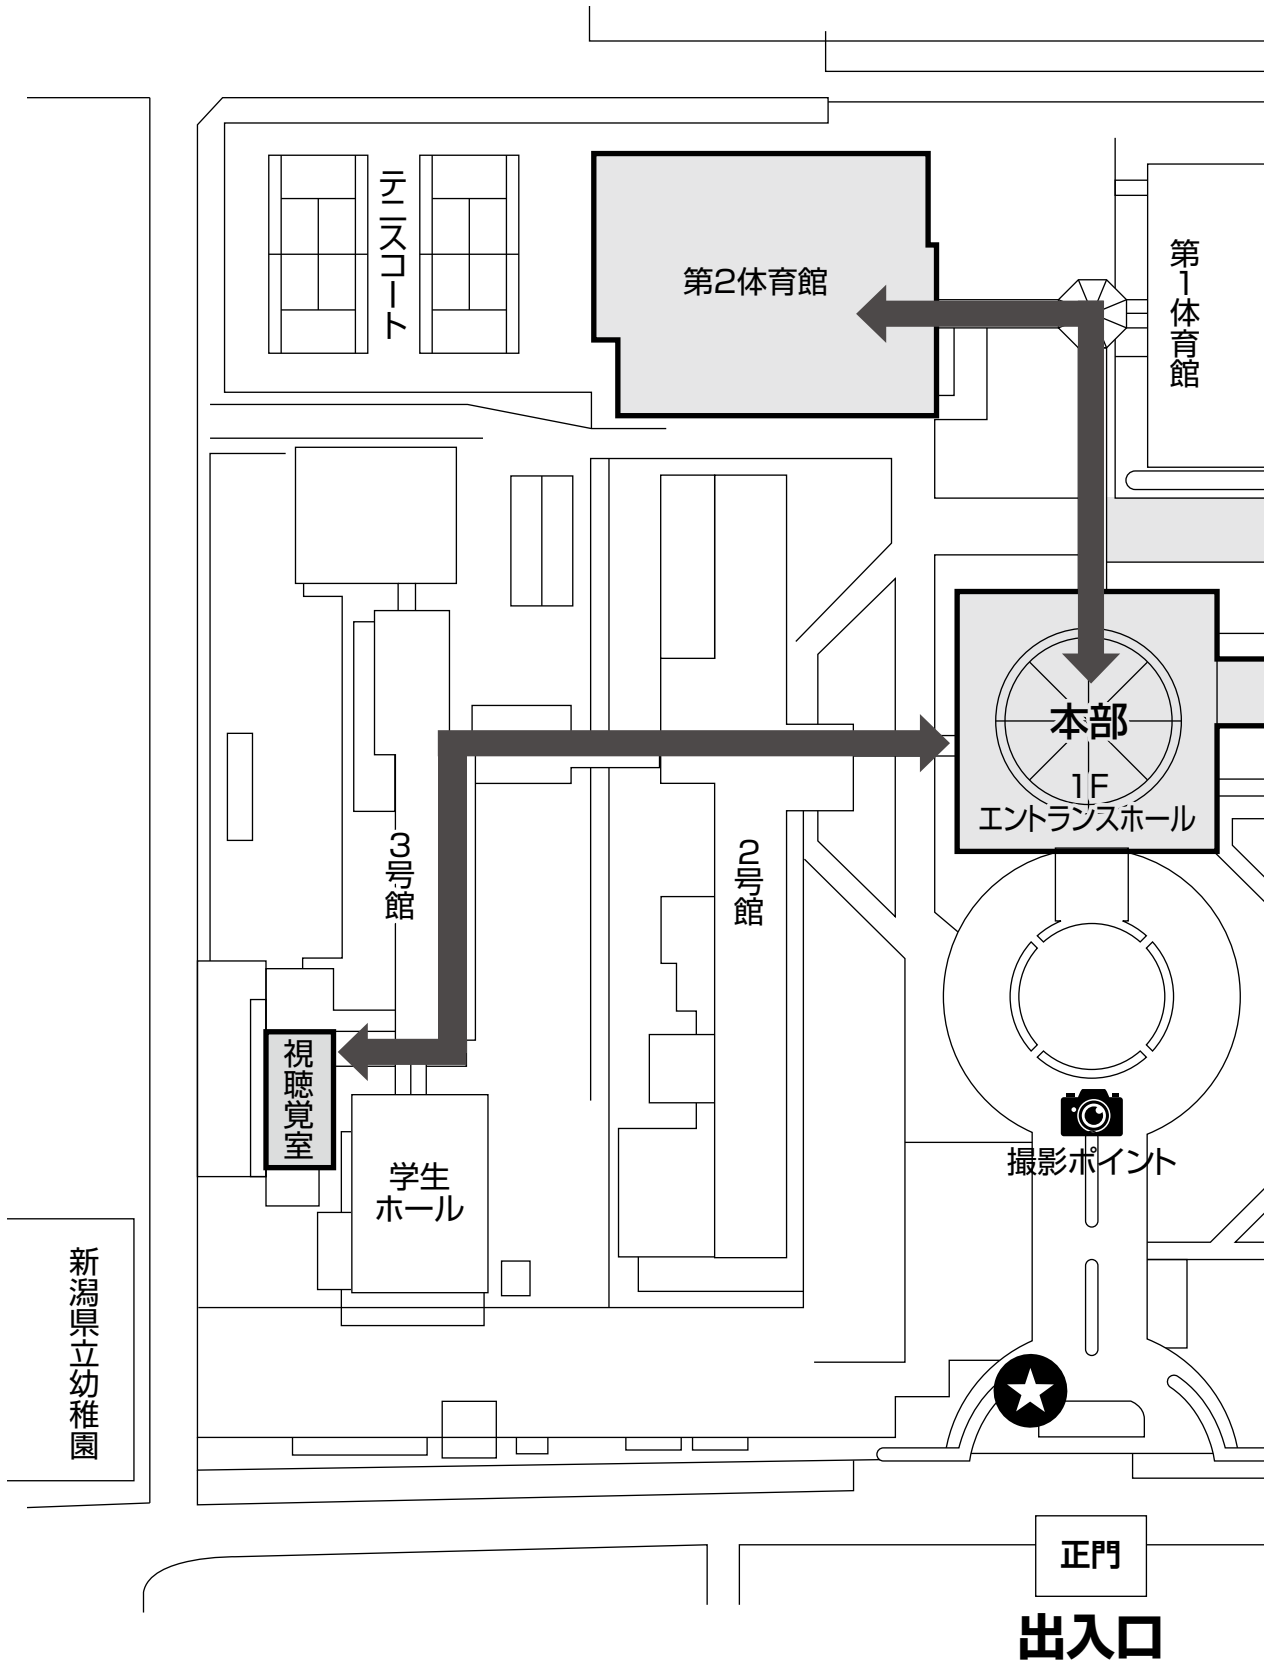 テニスコート
第2体育館
第1体育館
本部
1F
エントランスホール
3号館
2号館
視聴覚室
学生
ホール
撮影ポイント
新潟県立幼稚園
正門
出入口